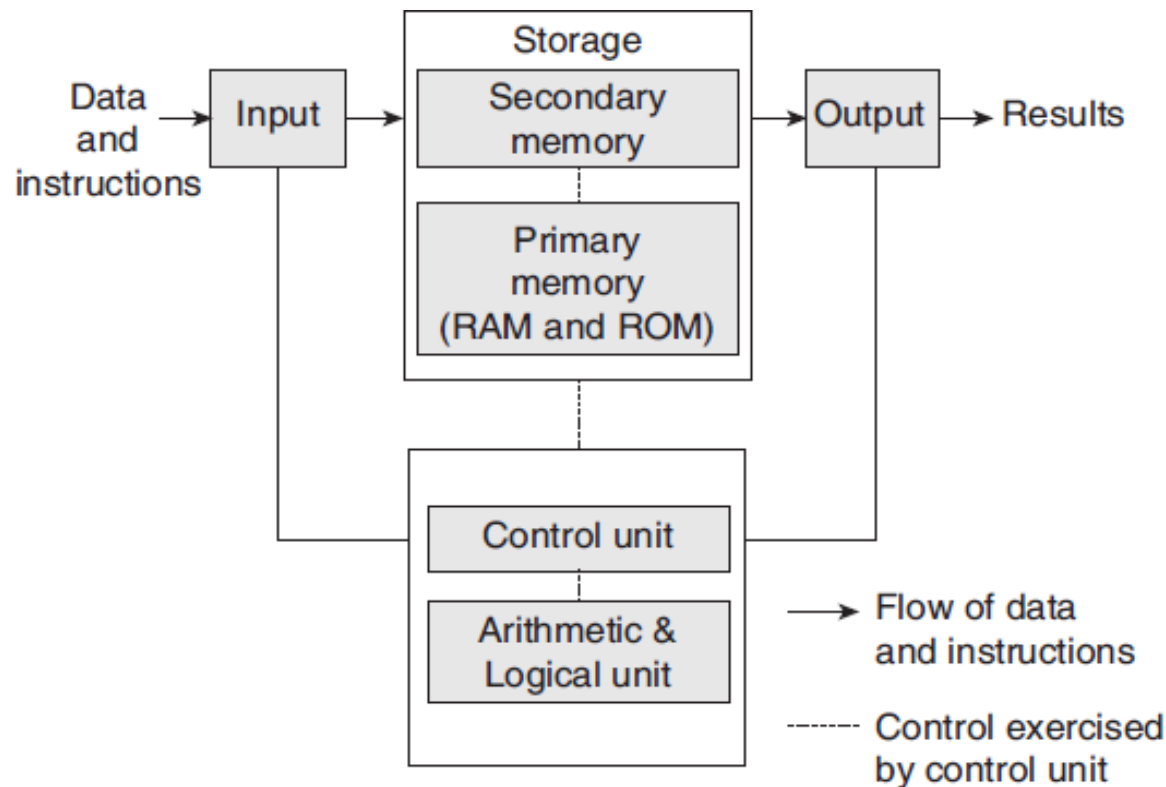 Storage
Data
and
instructions
Input
Secondary
memory
Output
Results
Primary
memory
(RAM and ROM)
Control unit
Arithmetic &
Logical unit
Flow of data
and instructions
Control exercised
by control unit